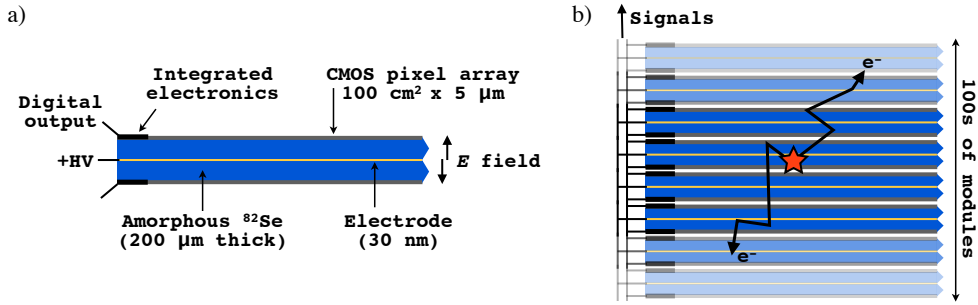 a)
Integrated
electronics
CMOS pixel array
100 cm² x 5 µm
Digital
output
+HV
E field
Amorphous ⁸²Se
(200 µm thick)
Electrode
(30 nm)
b)
Signals
e⁻
e⁻
100s of modules